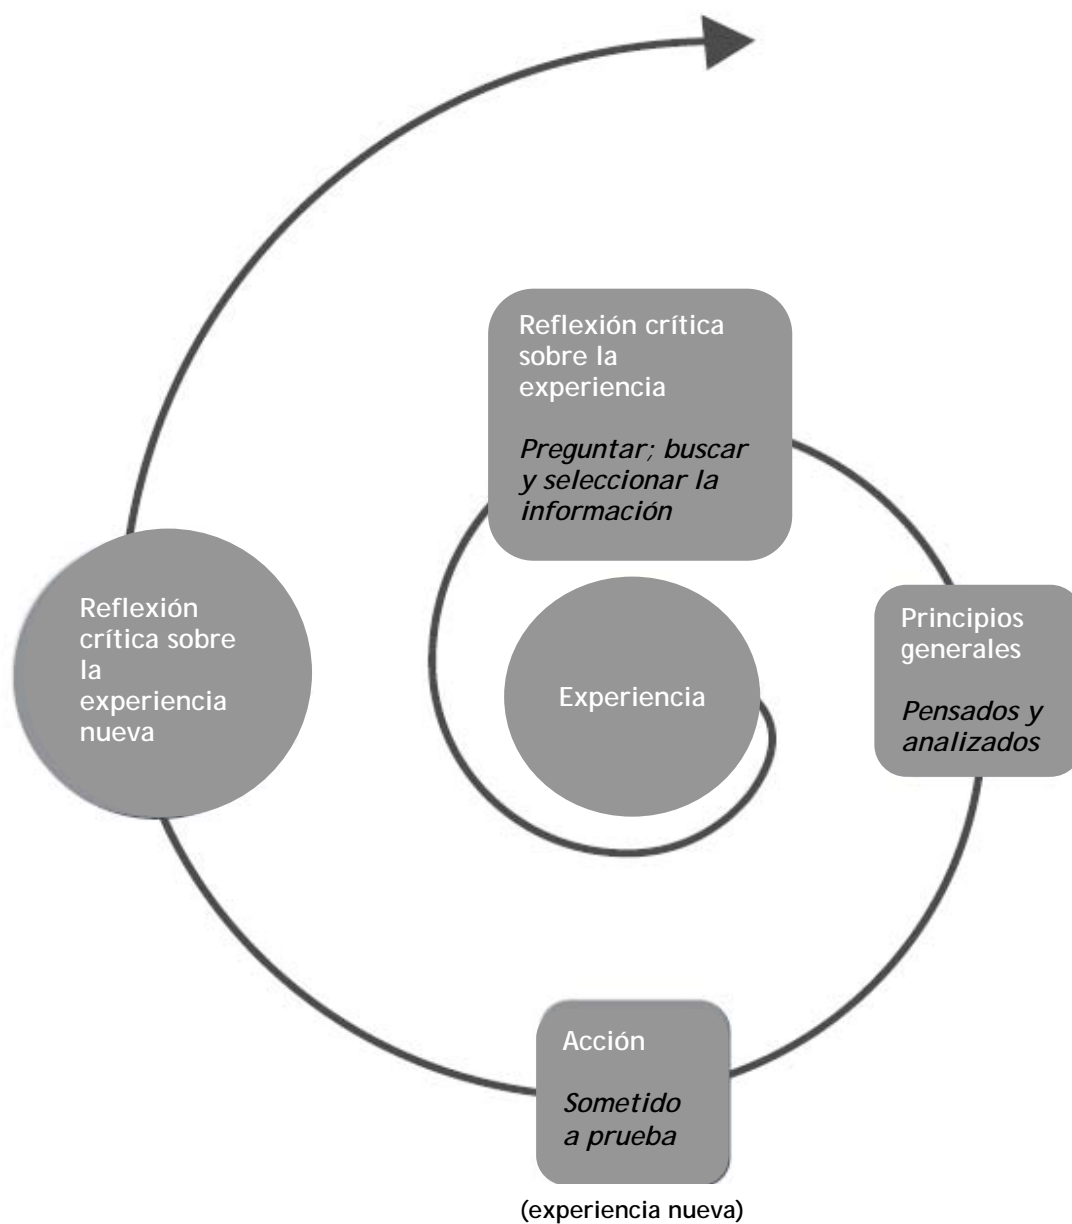 Reflexión crítica
sobre la
experiencia
Preguntar; buscar
y seleccionar la
información
Reflexión
crítica sobre
la
experiencia
nueva
Experiencia
Principios
generales
Pensados y
analizados
Acción
Sometido
a prueba
(experiencia nueva)